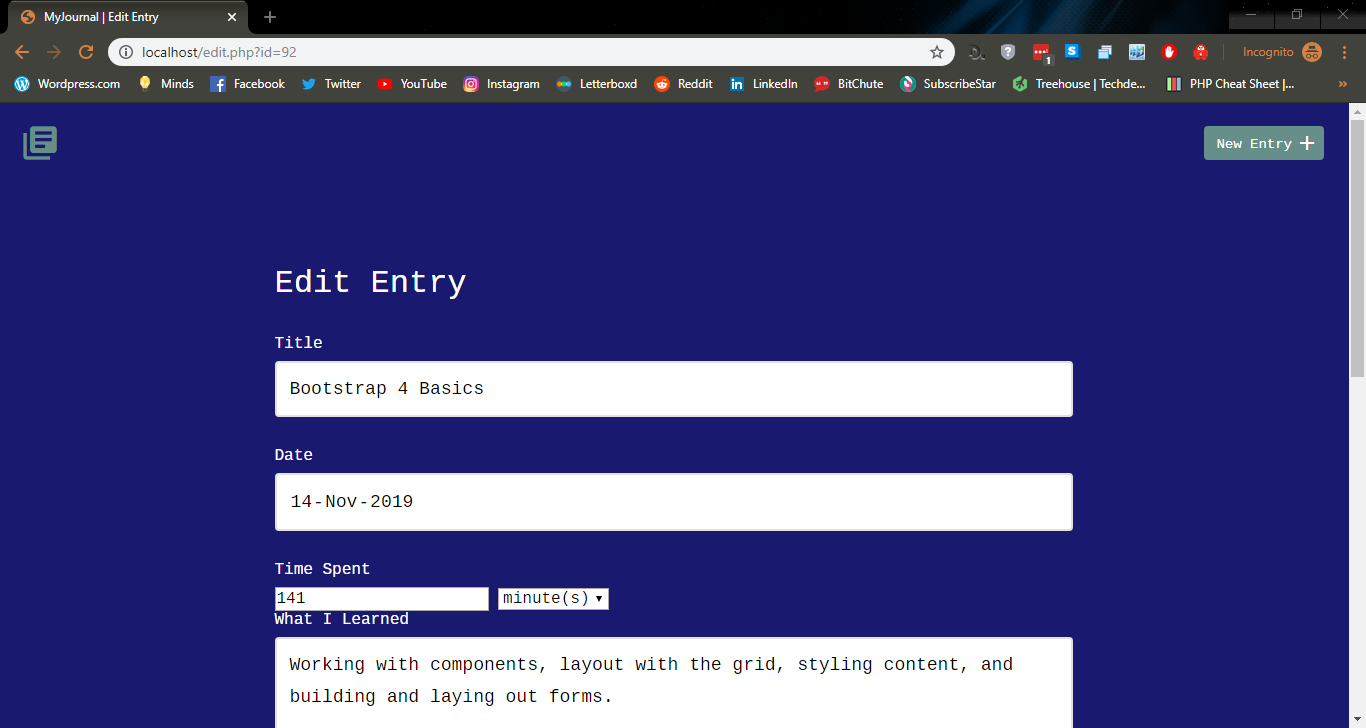 MyJournal | Edit Entry
localhost/edit.php?id=92
1
S
Incognito
Wordpress.com Minds Facebook Twitter YouTube Instagram Letterboxd Reddit LinkedIn BitChute SubscribeStar Treehouse | Techde... PHP Cheat Sheet |... »
New Entry +
Edit Entry
Title
Bootstrap 4 Basics
Date
14-Nov-2019
Time Spent
141 minute(s)
What I Learned
Working with components, layout with the grid, styling content, and
building and laying out forms.